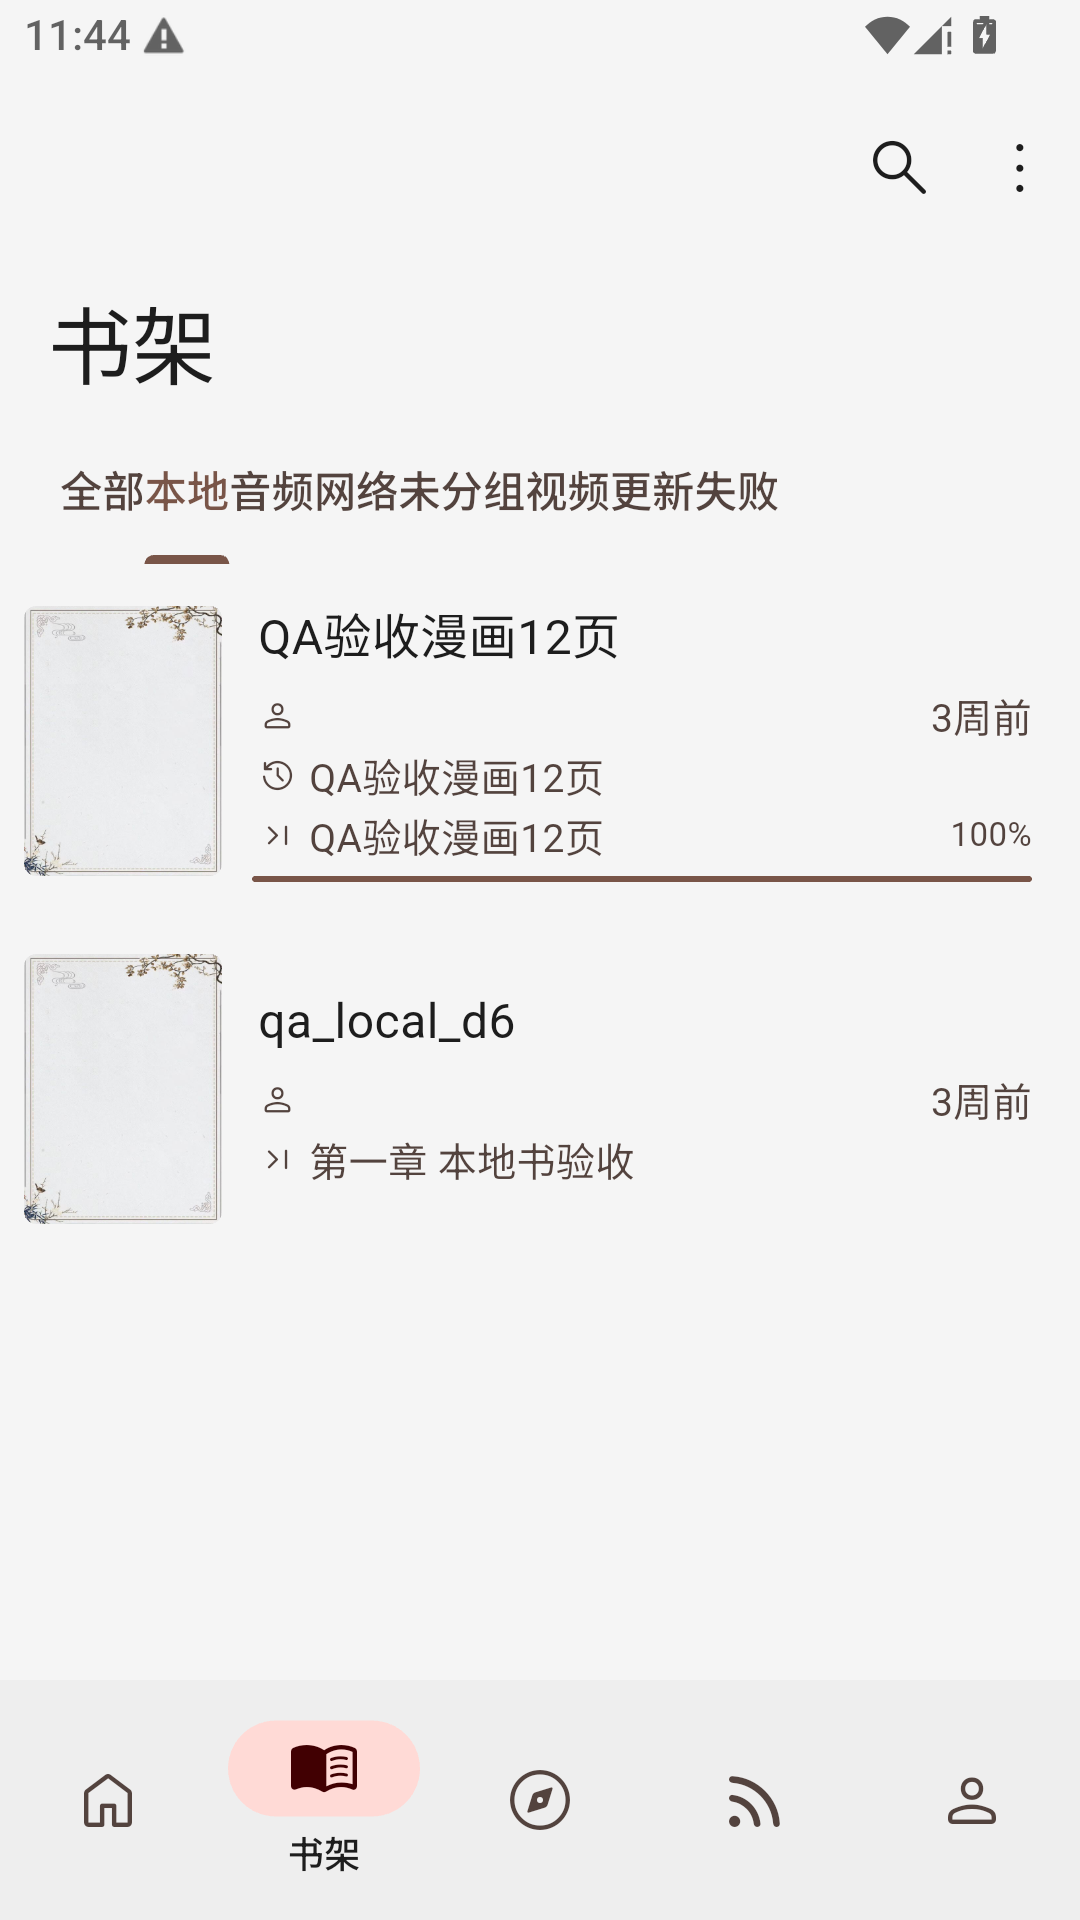 11:44
书架
全部本地音频网络未分组视频更新失败
QA验收漫画12页
3周前
QA验收漫画12页
QA验收漫画12页 100%
qa_local_d6
3周前
第一章 本地书验收
书架